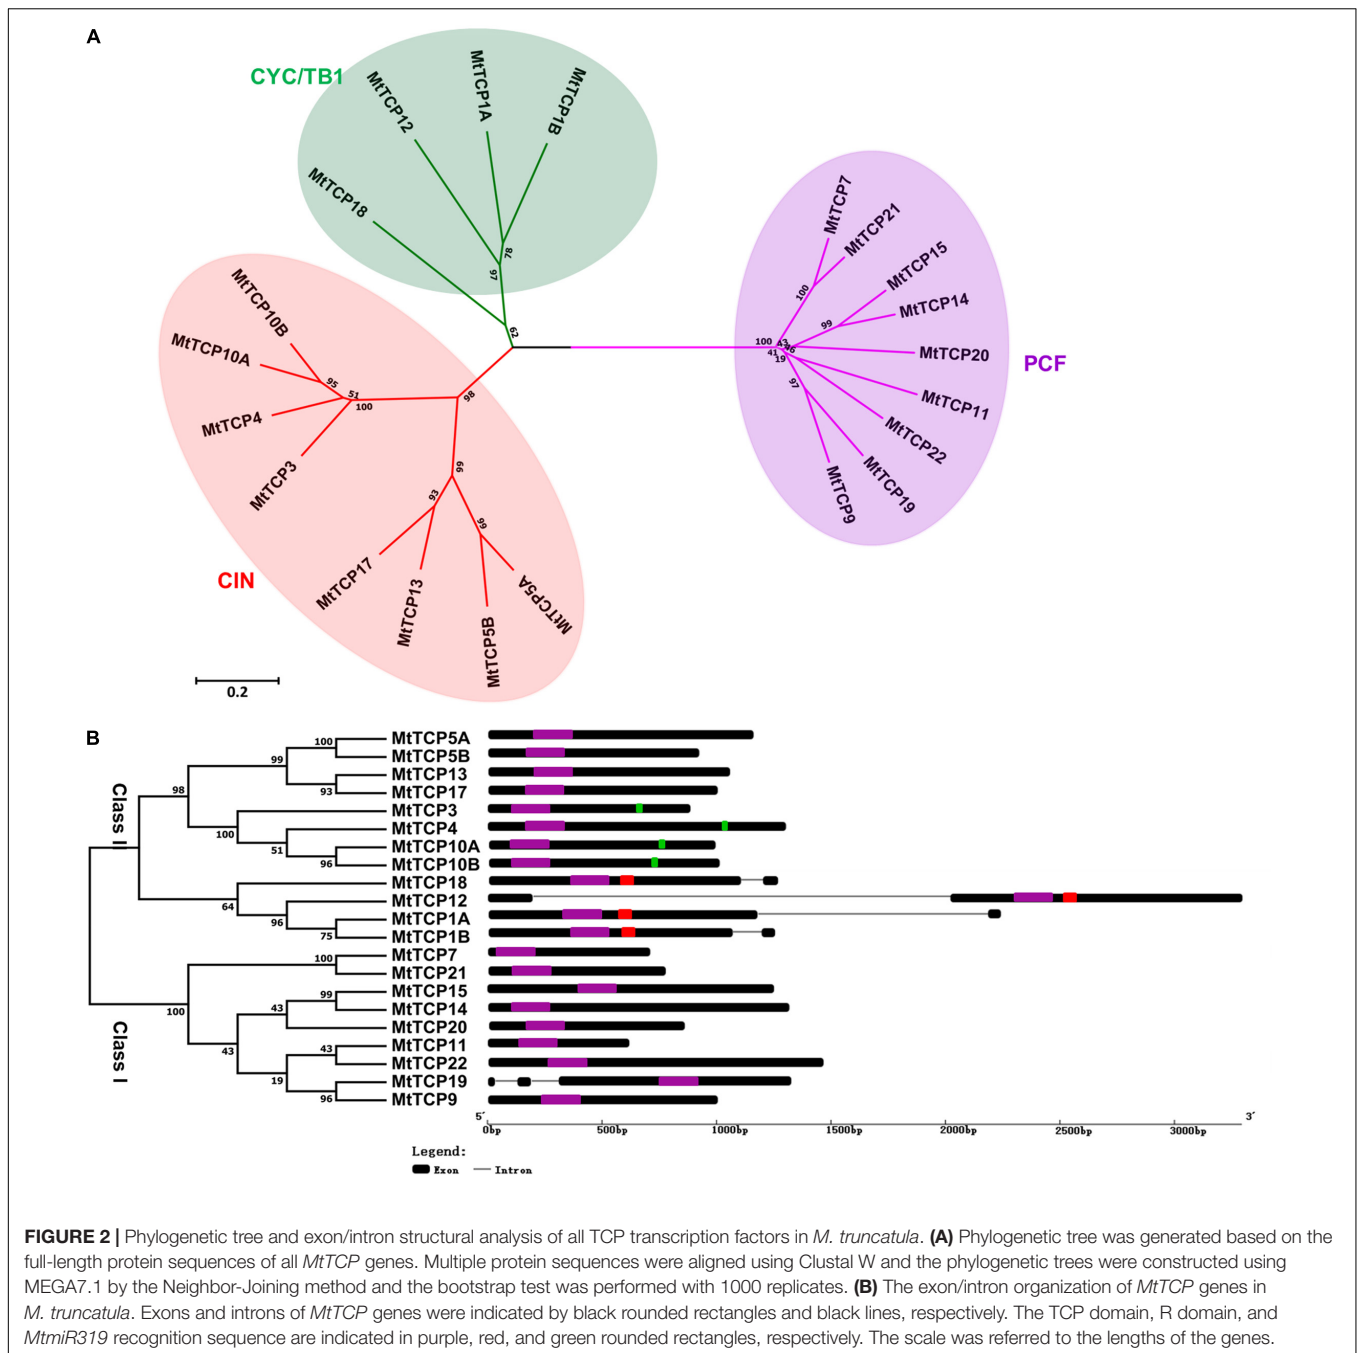 A
CYC/TB1
MtTCP12
MtTCP1A
MtTCP1B
MtTCP18
78
97
62
MtTCP10B
MtTCP10A
MtTCP4
MtTCP3
95
51
100
98
99
93
99
MtTCP17
MtTCP13
MtTCP5B
MtTCP5A
CIN
MtTCP7
MtTCP21
MtTCP15
MtTCP14
MtTCP20
MtTCP11
MtTCP22
MtTCP19
MtTCP9
100
99
100
43
46
41
19
97
PCF
0.2
B
Class II
Class I
MtTCP5A
MtTCP5B
MtTCP13
MtTCP17
MtTCP3
MtTCP4
MtTCP10A
MtTCP10B
MtTCP18
MtTCP12
MtTCP1A
MtTCP1B
MtTCP7
MtTCP21
MtTCP15
MtTCP14
MtTCP20
MtTCP11
MtTCP22
MtTCP19
MtTCP9
100
99
93
98
100
51
96
64
96
75
100
99
43
100
43
43
19
96
5′ 3′
0bp 500bp 1000bp 1500bp 2000bp 2500bp 3000bp
Legend:
Exon Intron
FIGURE 2 | Phylogenetic tree and exon/intron structural analysis of all TCP transcription factors in M. truncatula. (A) Phylogenetic tree was generated based on the
full-length protein sequences of all MtTCP genes. Multiple protein sequences were aligned using Clustal W and the phylogenetic trees were constructed using
MEGA7.1 by the Neighbor-Joining method and the bootstrap test was performed with 1000 replicates. (B) The exon/intron organization of MtTCP genes in
M. truncatula. Exons and introns of MtTCP genes were indicated by black rounded rectangles and black lines, respectively. The TCP domain, R domain, and
MtmiR319 recognition sequence are indicated in purple, red, and green rounded rectangles, respectively. The scale was referred to the lengths of the genes.